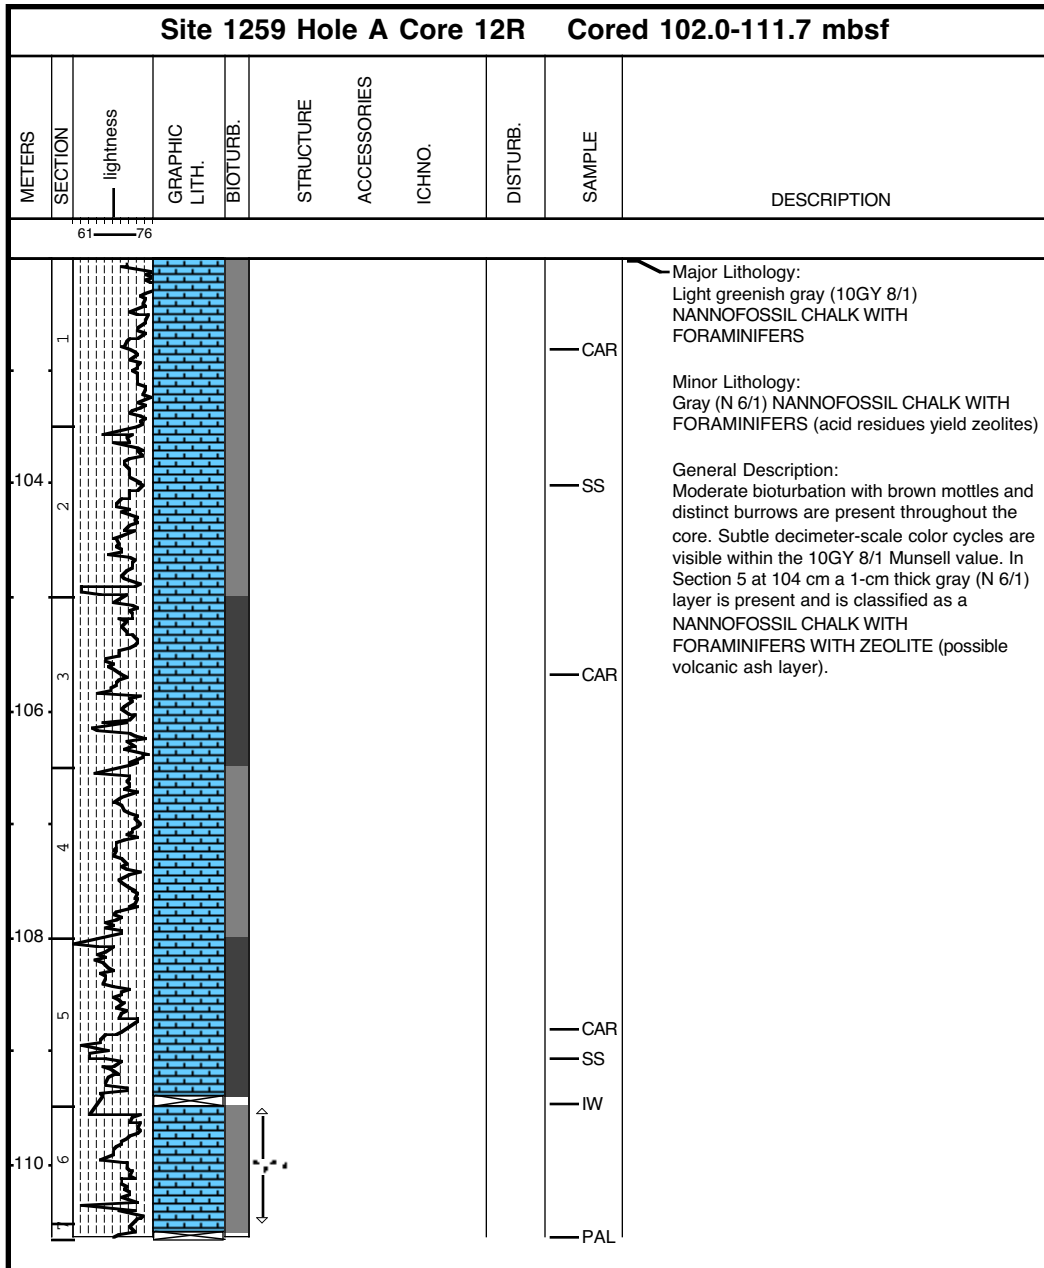 Site 1259 Hole A Core 12R Cored 102.0-111.7 mbsf
METERS
SECTION
lightness
GRAPHIC
LITH.
BIOTURB.
STRUCTURE
ACCESSORIES
ICHNO.
DISTURB.
SAMPLE
DESCRIPTION
61 76
Major Lithology:
Light greenish gray (10GY 8/1)
NANNOFOSSIL CHALK WITH
FORAMINIFERS
Minor Lithology:
Gray (N 6/1) NANNOFOSSIL CHALK WITH
FORAMINIFERS (acid residues yield zeolites)
General Description:
Moderate bioturbation with brown mottles and
distinct burrows are present throughout the
core. Subtle decimeter-scale color cycles are
visible within the 10GY 8/1 Munsell value. In
Section 5 at 104 cm a 1-cm thick gray (N 6/1)
layer is present and is classified as a
NANNOFOSSIL CHALK WITH
FORAMINIFERS WITH ZEOLITE (possible
volcanic ash layer).
1
CAR
104
2
SS
3
CAR
106
4
108
5
CAR
SS
IW
110
6
7
PAL